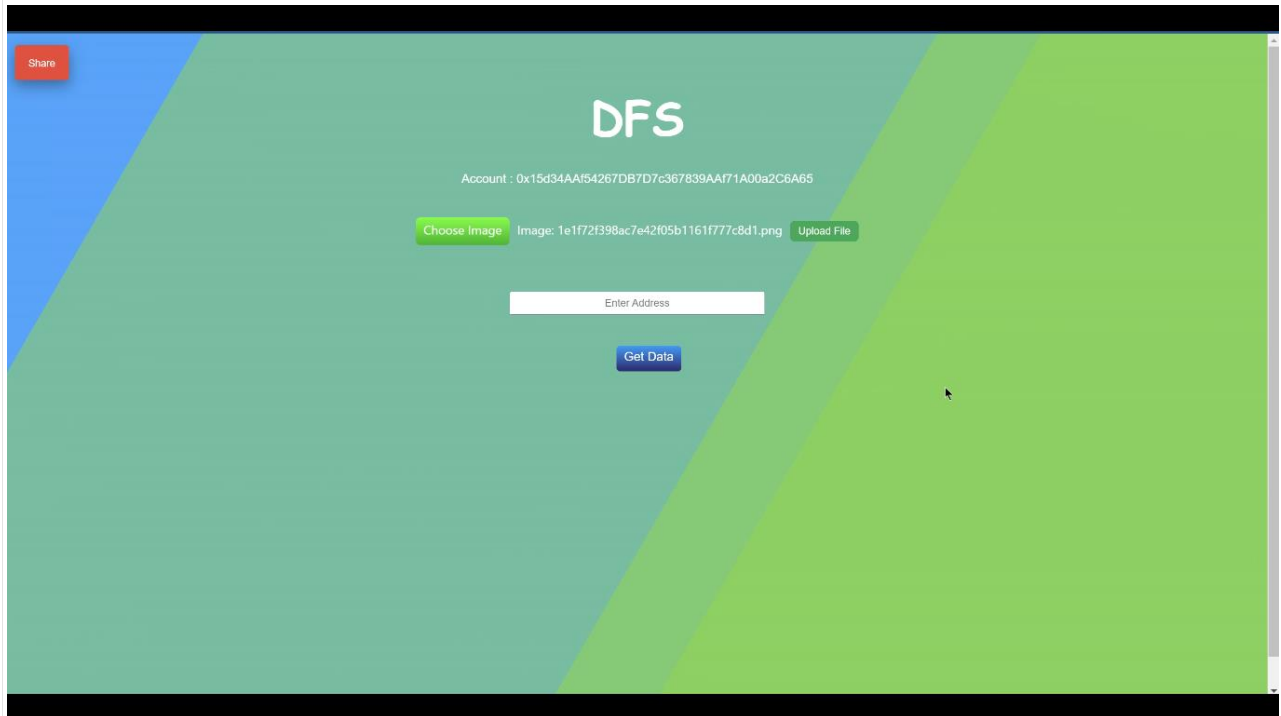 Share
DFS
Account : 0x15d34AAf54267DB7D7c367839AAf71A00a2C6A65
Choose Image Image: 1e1f72f398ac7e42f05b1161f777c8d1.png Upload File
Enter Address
Get Data